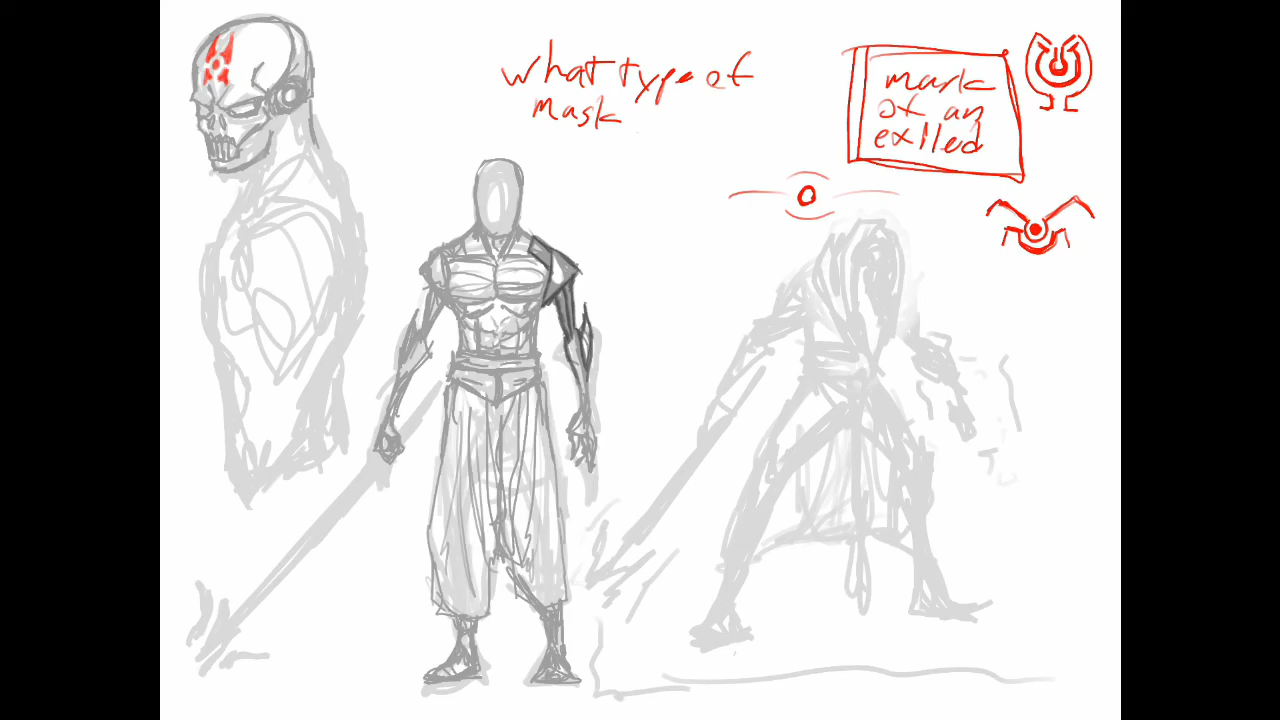 what type of
mask
mark
of an
exiled